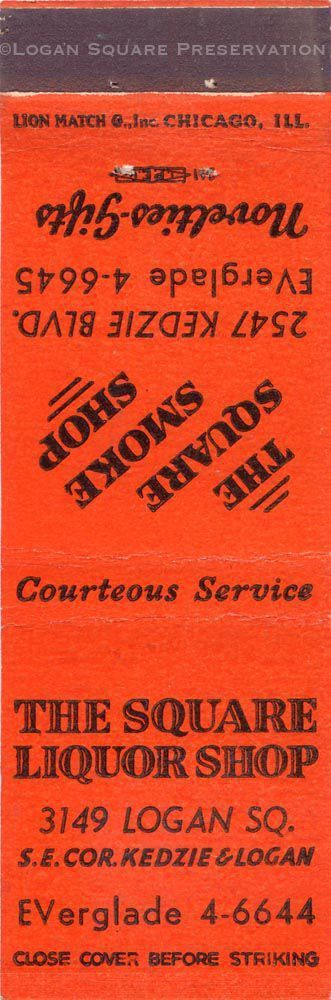 ©LOGAN SQUARE PRESERVATION
LION MATCH Co., Inc. CHICAGO, ILL.
THE
SQUARE
SMOKE
SHOP
2547 KEDZIE BLVD.
EVerglade 4-6645
Novelties-Gifts
Courteous Service
THE SQUARE
LIQUOR SHOP
3149 LOGAN SQ.
S.E.COR.KEDZIE & LOGAN
EVerglade 4-6644
CLOSE COVER BEFORE STRIKING